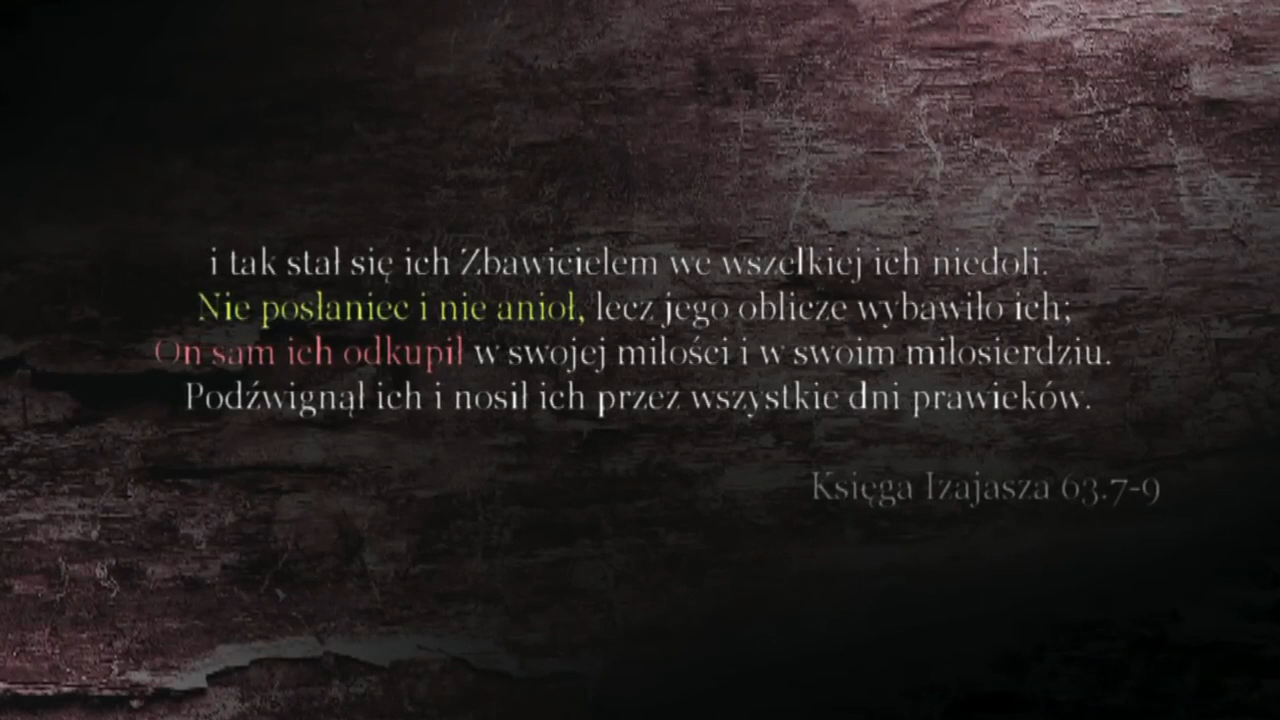 i tak stał się ich Zbawicielem we wszelkiej ich niedoli.
Nie posłaniec i nie anioł, lecz jego oblicze wybawiło ich;
On sam ich odkupił w swojej miłości i w swoim miłosierdziu.
Podźwignął ich i nosił ich przez wszystkie dni prawieków.
Księga Izajasza 63.7-9